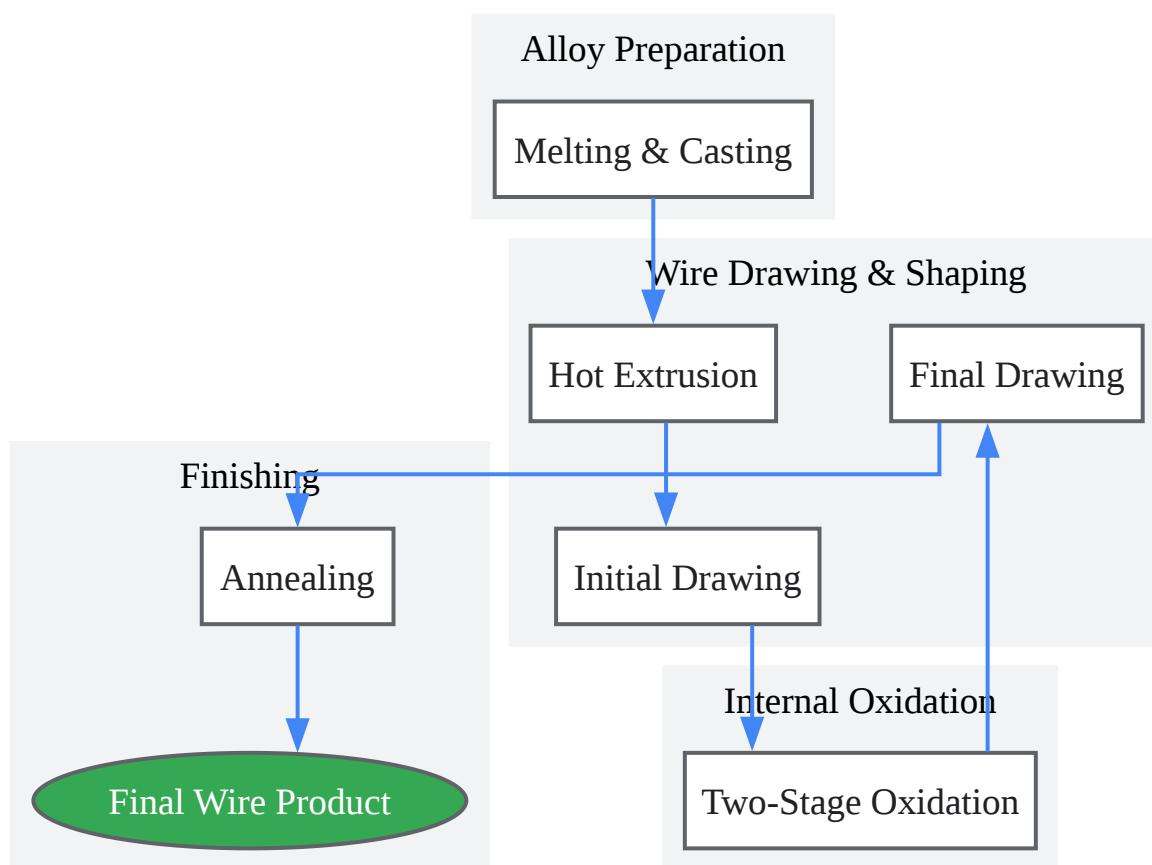 Alloy Preparation
Melting & Casting
Wire Drawing & Shaping
Hot Extrusion
Final Drawing
Finishing
Annealing
Initial Drawing
Internal Oxidation
Final Wire Product
Two-Stage Oxidation